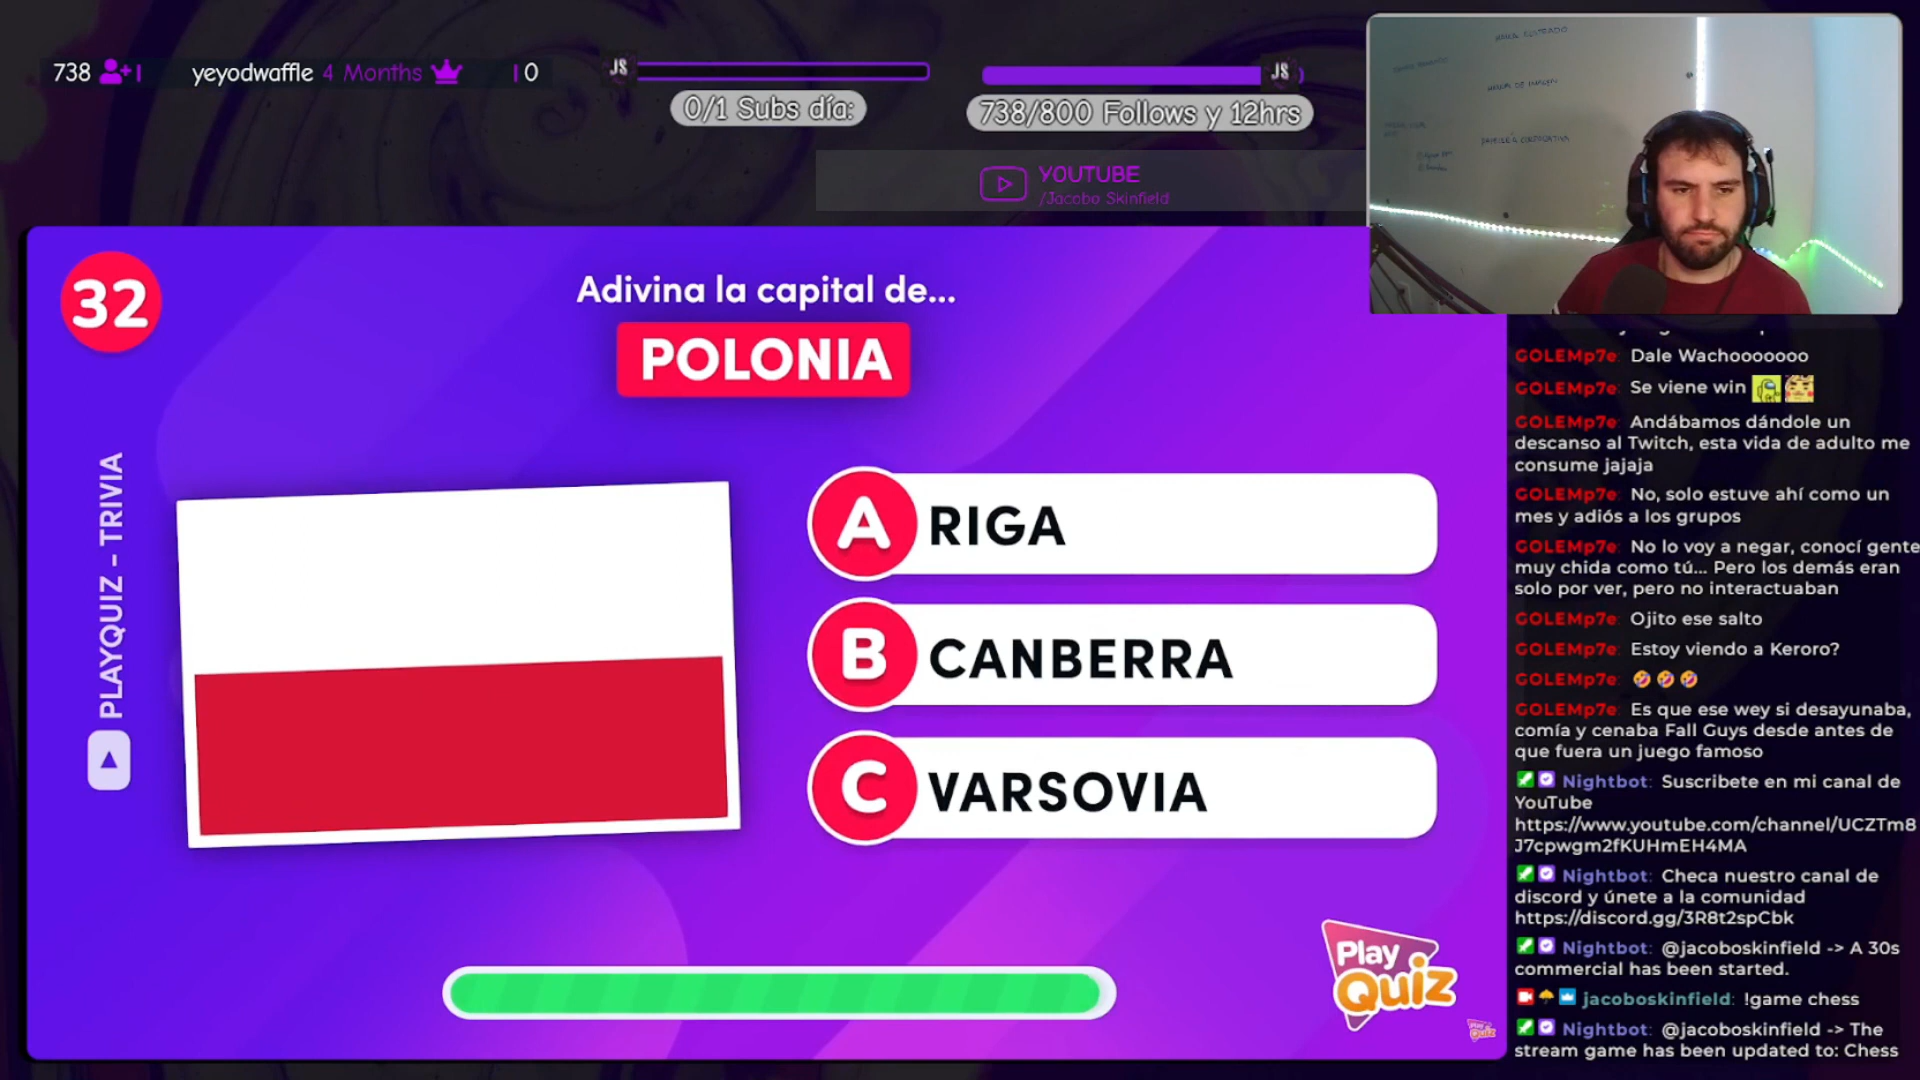 738
yeyodwaffle 4 Months
0
JS
0/1 Subs día:
JS
738/800 Follows y 12hrs
YOUTUBE
/Jacobo Skinfield
32
Adivina la capital de...
POLONIA
PLAYQUIZ - TRIVIA
A RIGA
B CANBERRA
C VARSOVIA
Play
Quiz
GOLEMp7e: Dale Wachooooooo
GOLEMp7e: Se viene win
GOLEMp7e: Andábamos dándole un
descanso al Twitch, esta vida de adulto me
consume jajaja
GOLEMp7e: No, solo estuve ahí como un
mes y adiós a los grupos
GOLEMp7e: No lo voy a negar, conocí gente
muy chida como tú... Pero los demás eran
solo por ver, pero no interactuaban
GOLEMp7e: Ojito ese salto
GOLEMp7e: Estoy viendo a Keroro?
GOLEMp7e: 🤣 🤣 🤣
GOLEMp7e: Es que ese wey si desayunaba,
comía y cenaba Fall Guys desde antes de
que fuera un juego famoso
Nightbot: Suscribete en mi canal de
YouTube
https://www.youtube.com/channel/UCZTm8
J7cpwgm2fKUHmEH4MA
Nightbot: Checa nuestro canal de
discord y únete a la comunidad
https://discord.gg/3R8t2spCbk
Nightbot: @jacoboskinfield -> A 30s
commercial has been started.
jacoboskinfield: !game chess
Nightbot: @jacoboskinfield -> The
stream game has been updated to: Chess